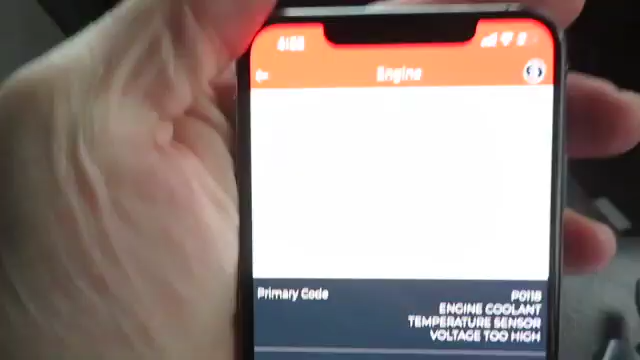 Engine
Primary Code
P0118
ENGINE COOLANT
TEMPERATURE SENSOR
VOLTAGE TOO HIGH